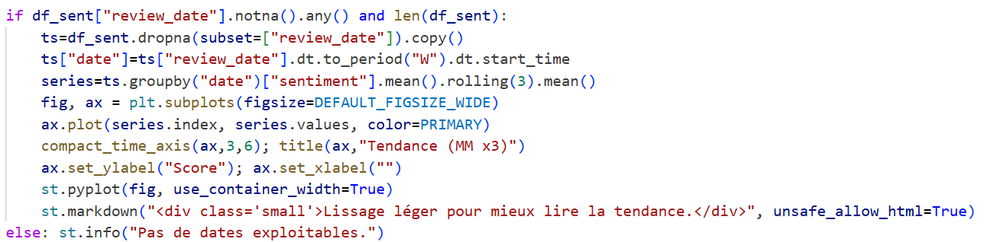 if df_sent["review_date"].notna().any() and len(df_sent):
    ts=df_sent.dropna(subset=["review_date"]).copy()
    ts["date"]=ts["review_date"].dt.to_period("W").dt.start_time
    series=ts.groupby("date")["sentiment"].mean().rolling(3).mean()
    fig, ax = plt.subplots(figsize=DEFAULT_FIGSIZE_WIDE)
    ax.plot(series.index, series.values, color=PRIMARY)
    compact_time_axis(ax,3,6); title(ax,"Tendance (MM x3)")
    ax.set_ylabel("Score"); ax.set_xlabel("")
    st.pyplot(fig, use_container_width=True)
    st.markdown("<div class='small'>Lissage léger pour mieux lire la tendance.</div>", unsafe_allow_html=True)
else: st.info("Pas de dates exploitables.")